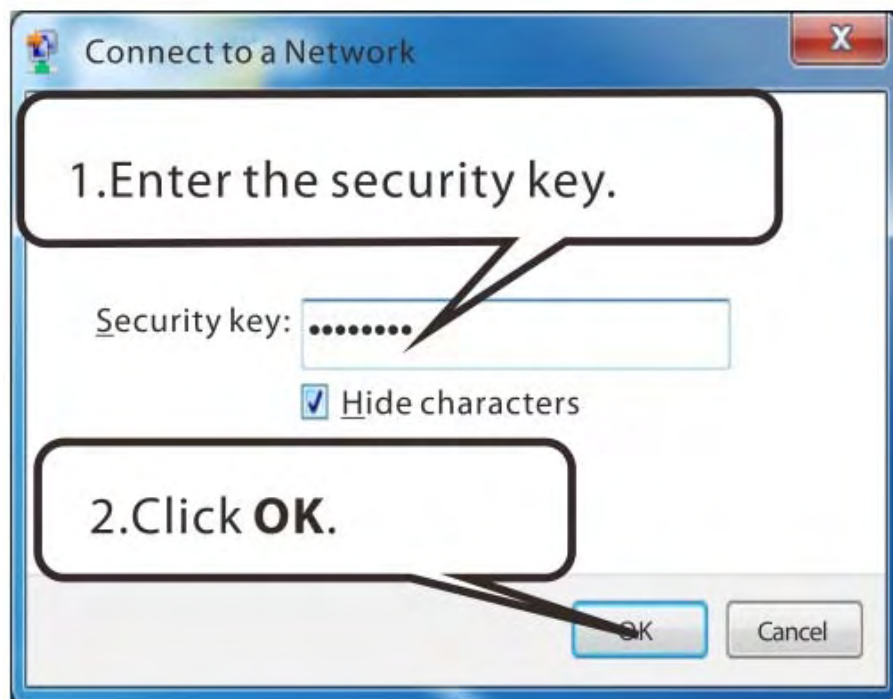 Connect to a Network
X
1.Enter the security key.
Security key: ••••••••
Hide characters
2.Click OK.
OK Cancel